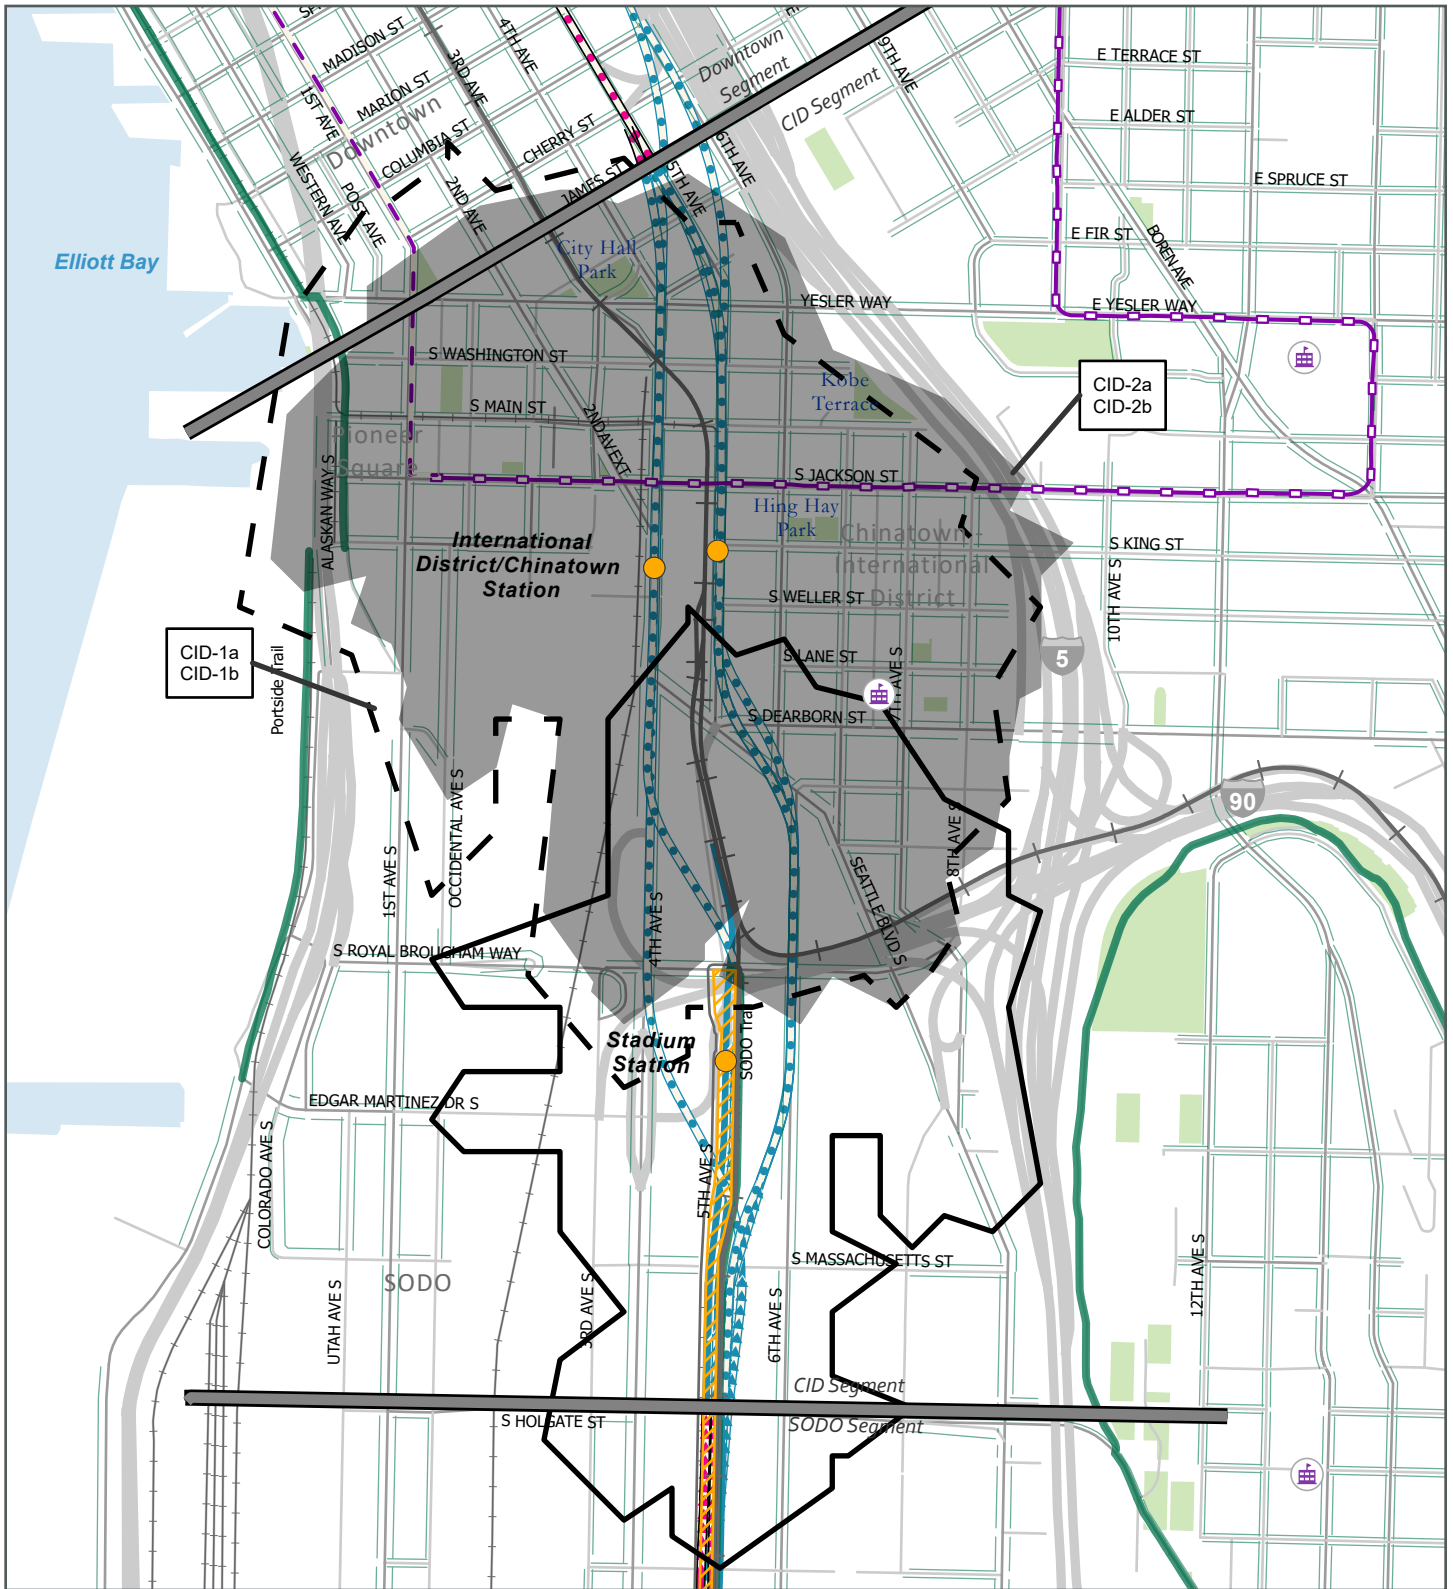 MADISON ST
4TH AVE
3RD AVE
MARION ST
1ST AVE
Downtown
COLUMBIA ST
CHERRY ST
Downtown
Segment
CID Segment
9TH AVE
E TERRACE ST
E ALDER ST
E SPRUCE ST
E FIR ST
BOREN AVE
E YESLER WAY
WESTERN AVE
POST AVE
2ND AVE
JAMES ST
5TH AVE
6TH AVE
Elliott Bay
City Hall
Park
YESLER WAY
S WASHINGTON ST
S MAIN ST
Kobe
Terrace
CID-2a
CID-2b
Pioneer
Square
2ND AV EXT
ALASKAN WAY S
S JACKSON ST
Hing Hay
Park
Chinatown -
International
District
International
District/Chinatown
Station
S KING ST
S WELLER ST
10TH AVE S
5
CID-1a
CID-1b
Portside Trail
S LANE ST
7TH AVE S
S DEARBORN ST
90
OCCIDENTAL AVE S
1ST AVE S
8TH AVE S
SEATTLE BLVD S
4TH AVE S
S ROYAL BROUGHAM WAY
Stadium
Station
SODO Trail
EDGAR MARTINEZ DR S
COLORADO AVE S
5TH AVE S
S MASSACHUSETTS ST
SODO
UTAH AVE S
3RD AVE S
6TH AVE S
12TH AVE S
CID Segment
S HOLGATE ST
SODO Segment